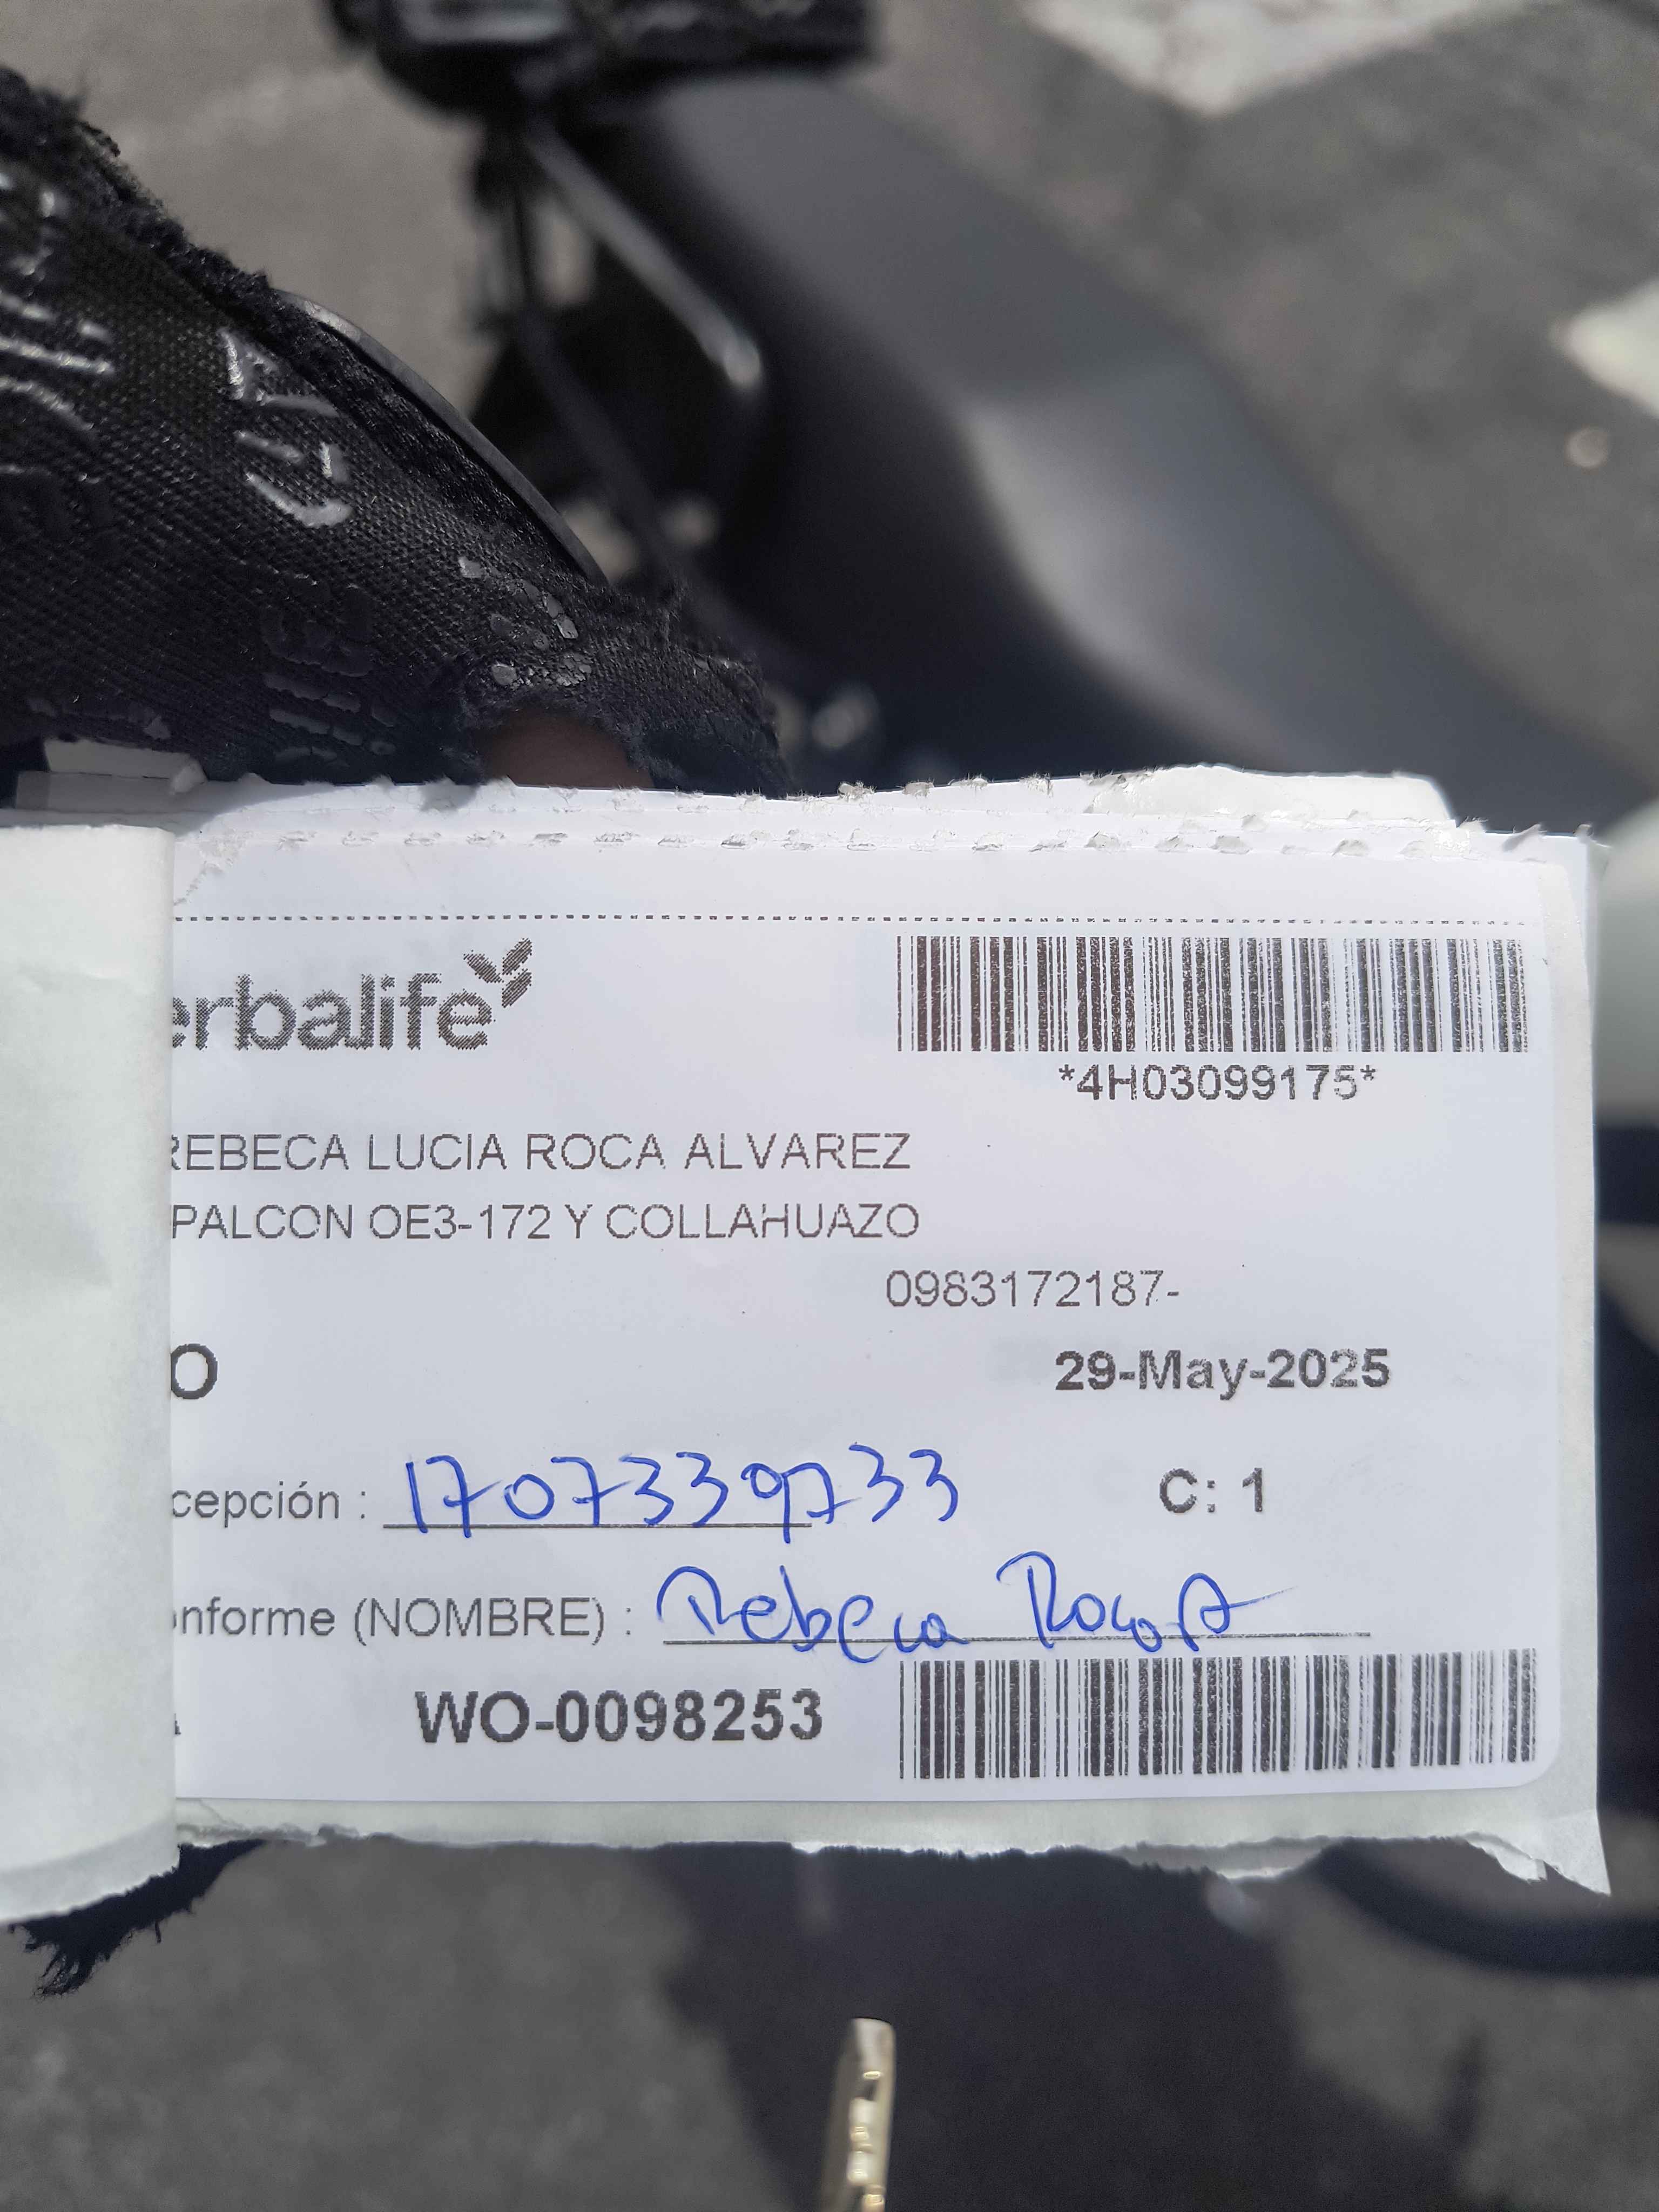 erbalife
*4H03099175*
REBECA LUCIA ROCA ALVAREZ
PALCON OE3-172 Y COLLAHUAZO
0983172187-
O
29-May-2025
cepción : 1707339733
C: 1
onforme (NOMBRE) : Rebeca Roca A
WO-0098253